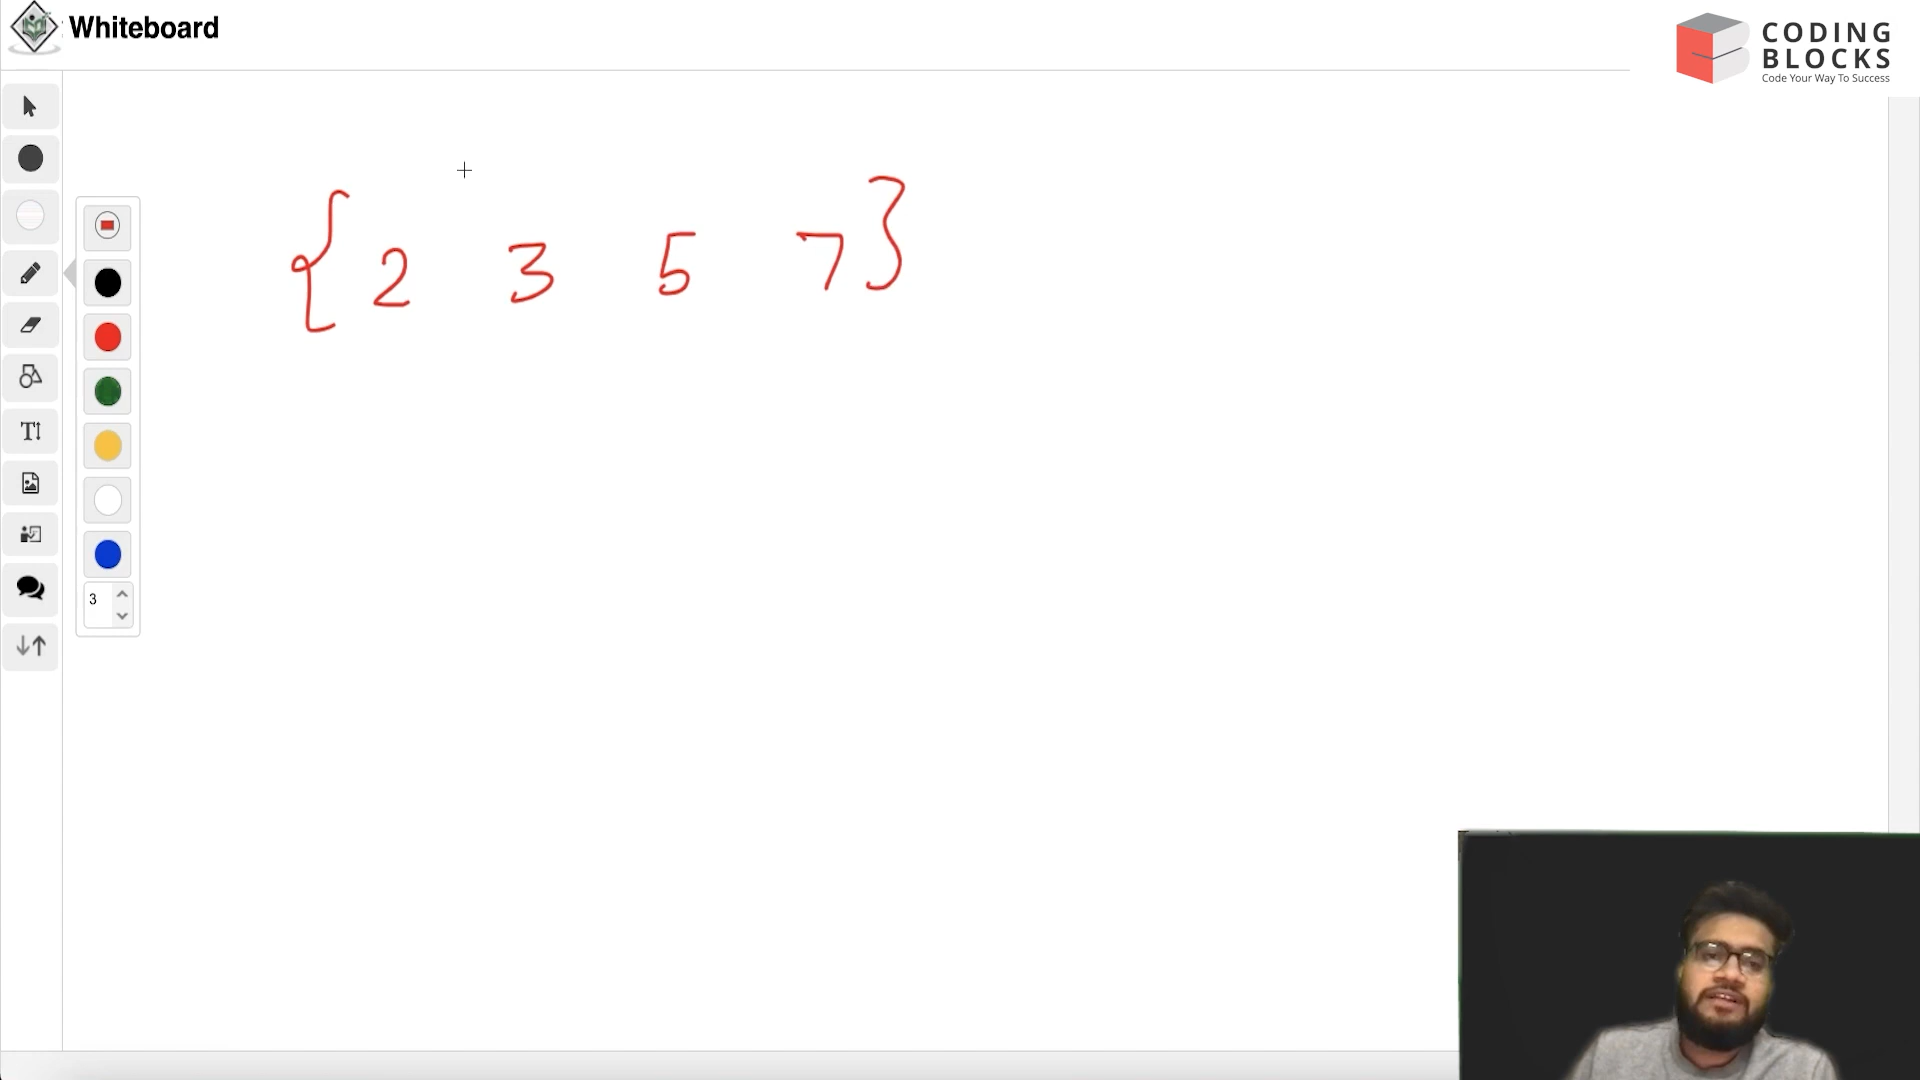 Whiteboard
CODING
BLOCKS
Code Your Way To Success
{ 2 3 5 7 }
T
3